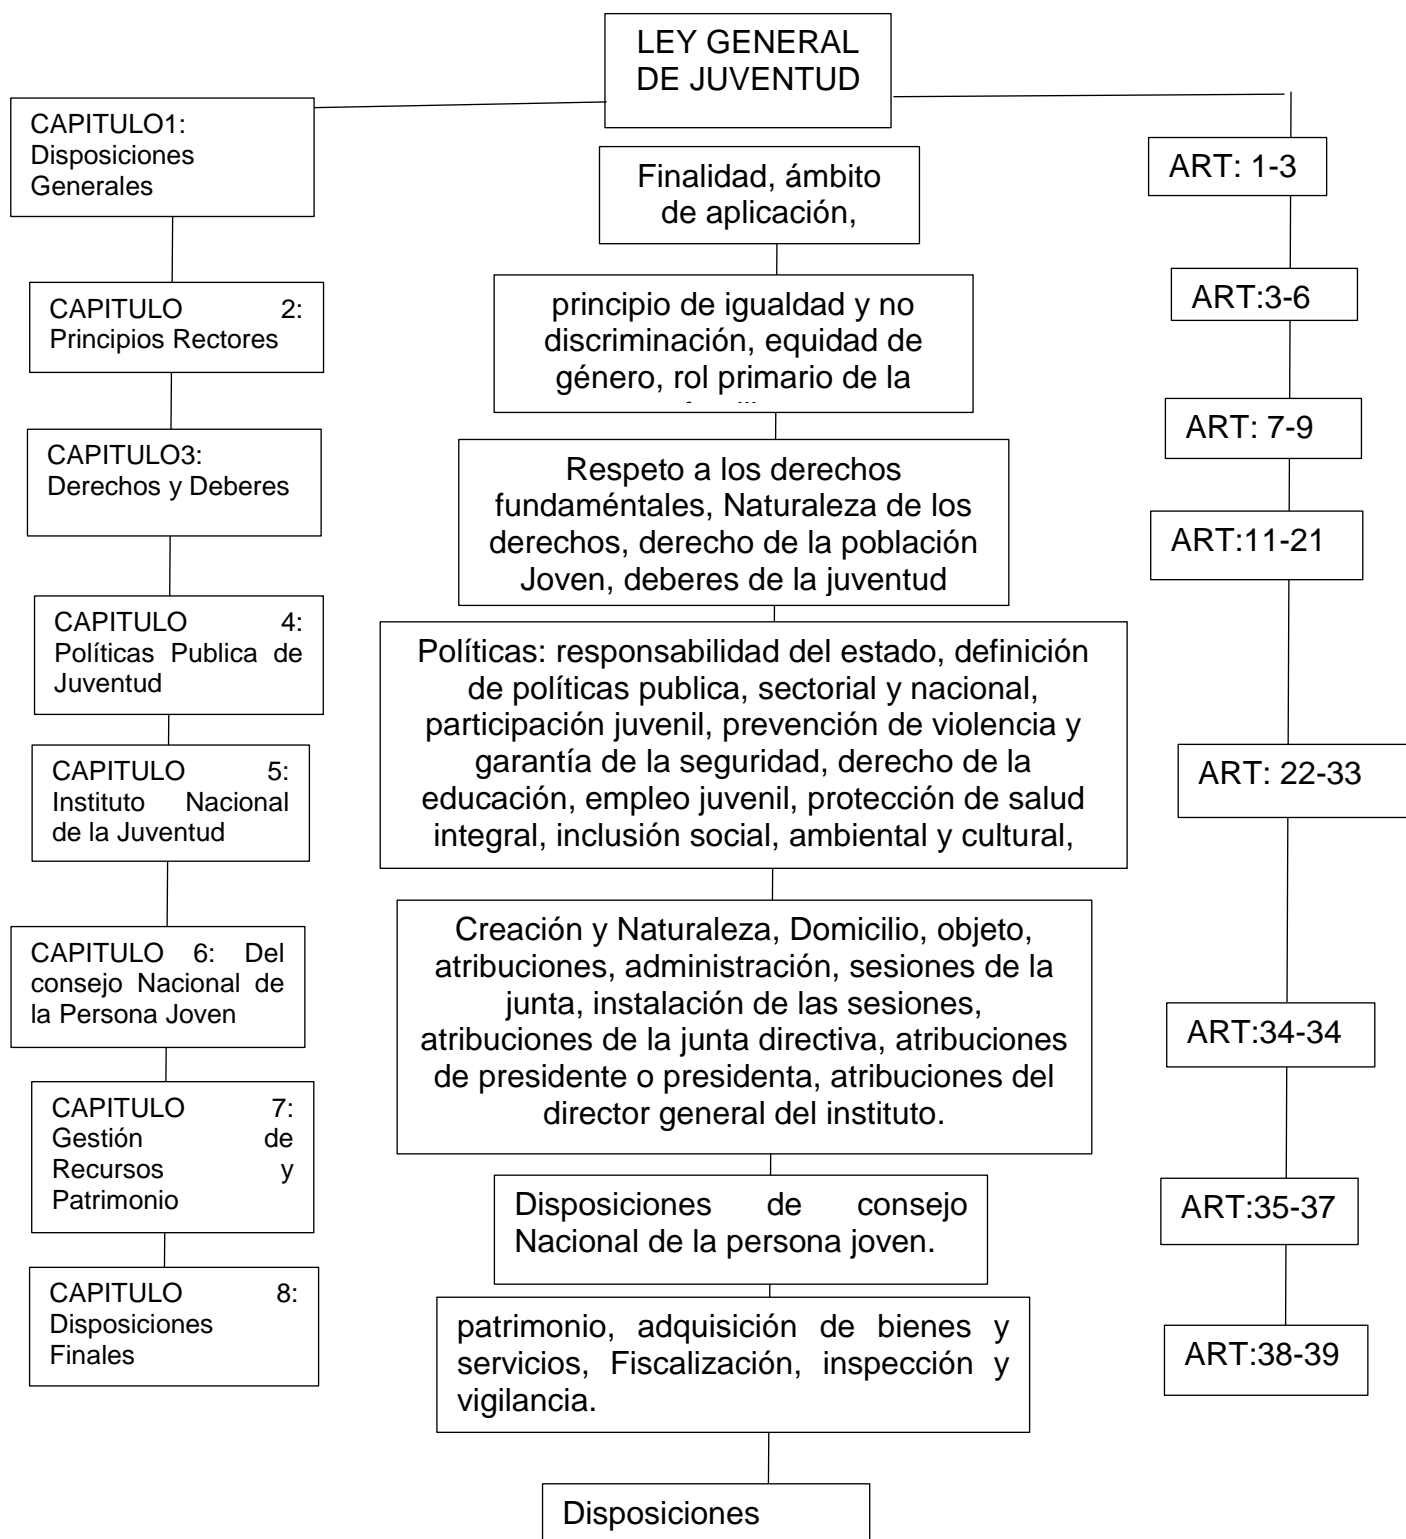 LEY GENERAL
DE JUVENTUD
CAPITULO1:
Disposiciones
Generales
CAPITULO 2:
Principios Rectores
CAPITULO3:
Derechos y Deberes
CAPITULO 4:
Políticas Publica de
Juventud
CAPITULO 5:
Instituto Nacional
de la Juventud
CAPITULO 6: Del
consejo Nacional de
la Persona Joven
CAPITULO 7:
Gestión de
Recursos y
Patrimonio
CAPITULO 8:
Disposiciones
Finales
Finalidad, ámbito
de aplicación,
principio de igualdad y no
discriminación, equidad de
género, rol primario de la
Respeto a los derechos
fundaméntales, Naturaleza de los
derechos, derecho de la población
Joven, deberes de la juventud
Políticas: responsabilidad del estado, definición
de políticas publica, sectorial y nacional,
participación juvenil, prevención de violencia y
garantía de la seguridad, derecho de la
educación, empleo juvenil, protección de salud
integral, inclusión social, ambiental y cultural,
Creación y Naturaleza, Domicilio, objeto,
atribuciones, administración, sesiones de la
junta, instalación de las sesiones,
atribuciones de la junta directiva, atribuciones
de presidente o presidenta, atribuciones del
director general del instituto.
Disposiciones de consejo
Nacional de la persona joven.
patrimonio, adquisición de bienes y
servicios, Fiscalización, inspección y
vigilancia.
Disposiciones
ART: 1-3
ART:3-6
ART: 7-9
ART:11-21
ART: 22-33
ART:34-34
ART:35-37
ART:38-39